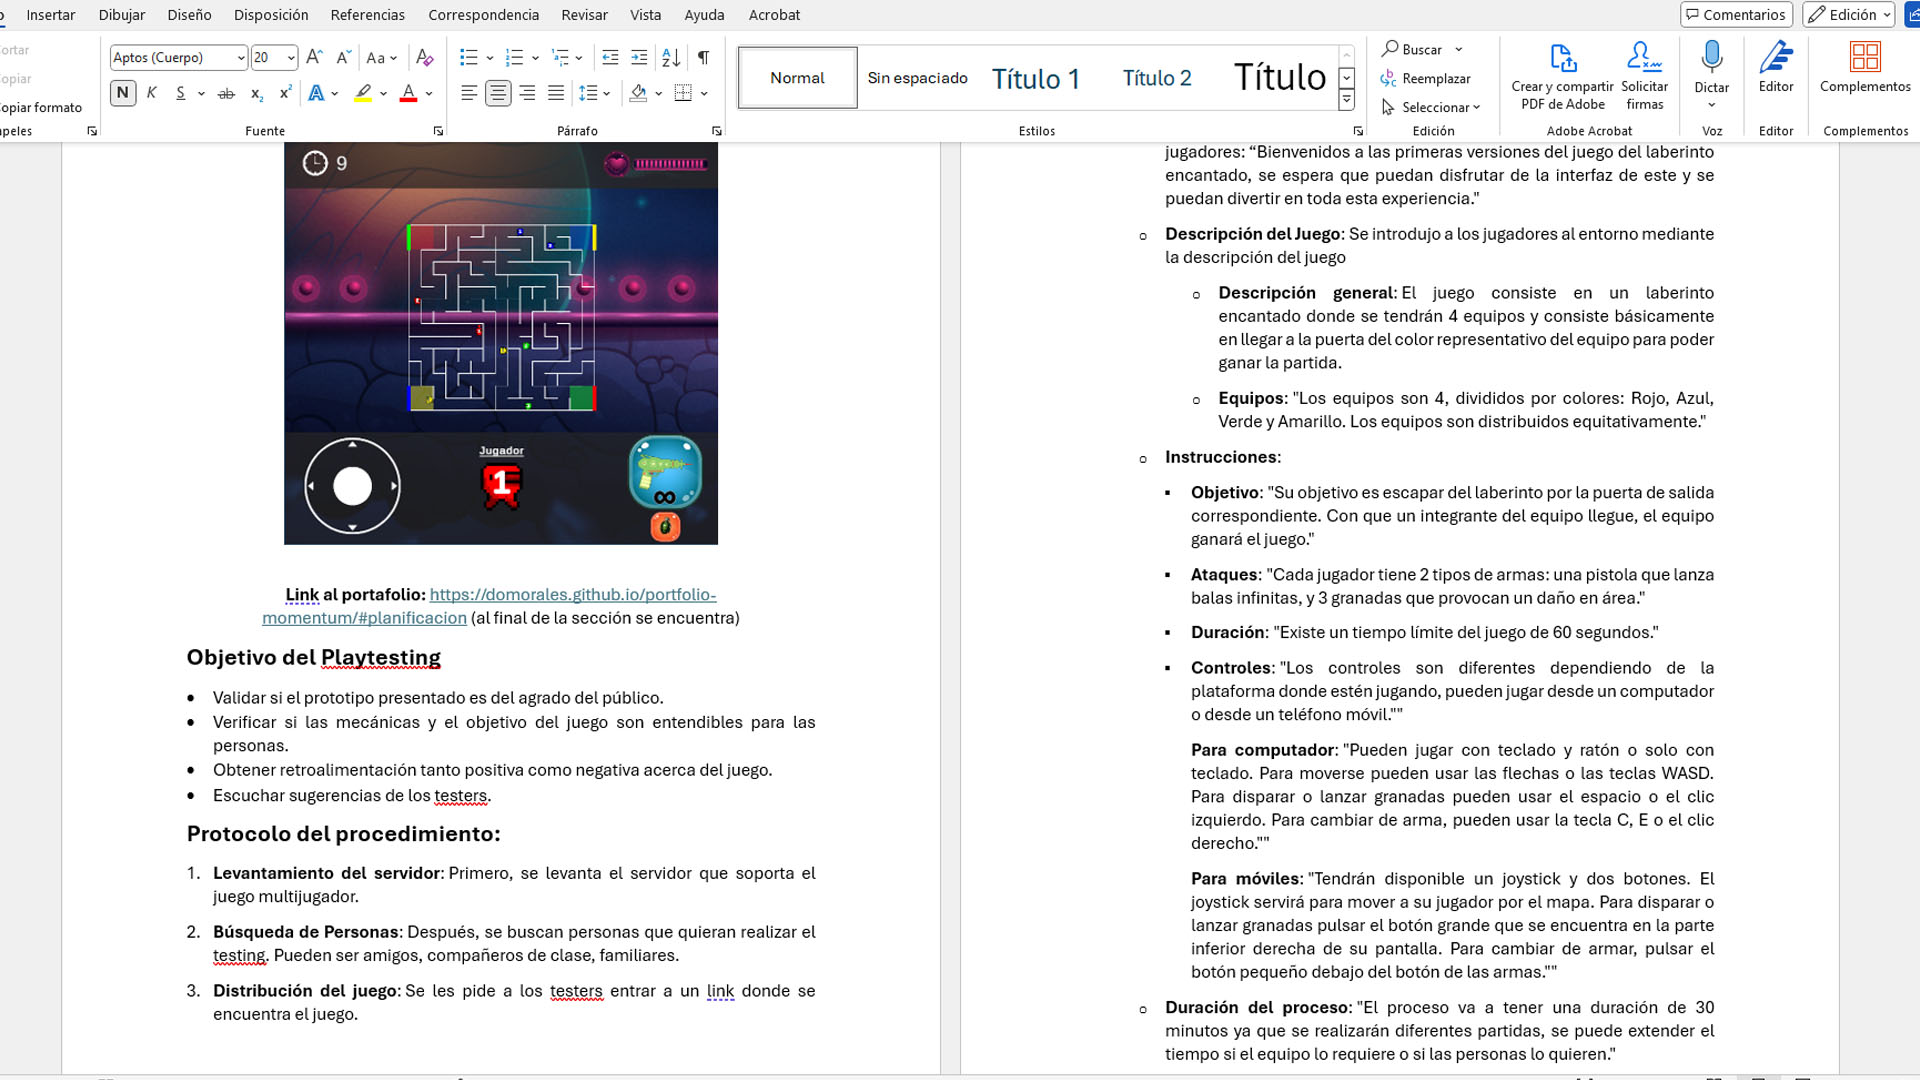 Insertar Dibujar Diseño Disposición Referencias Correspondencia Revisar Vista Ayuda Acrobat Comentarios Edición
Aptos (Cuerpo) 20
Normal Sin espaciado Título 1 Título 2 Título
Buscar
Reemplazar
Seleccionar
Crear y compartir
PDF de Adobe
Solicitar
firmas
Dictar
Editor
Complementos
opiar formato
Fuente Párrafo Estilos Edición Adobe Acrobat Voz Editor Complementos
9
Jugador
1
∞
Link al portafolio: https://domorales.github.io/portfolio-
momentum/#planificacion (al final de la sección se encuentra)
Objetivo del Playtesting
• Validar si el prototipo presentado es del agrado del público.
• Verificar si las mecánicas y el objetivo del juego son entendibles para las
personas.
• Obtener retroalimentación tanto positiva como negativa acerca del juego.
• Escuchar sugerencias de los testers.
Protocolo del procedimiento:
1. Levantamiento del servidor: Primero, se levanta el servidor que soporta el
juego multijugador.
2. Búsqueda de Personas: Después, se buscan personas que quieran realizar el
testing. Pueden ser amigos, compañeros de clase, familiares.
3. Distribución del juego: Se les pide a los testers entrar a un link donde se
encuentra el juego.
jugadores: “Bienvenidos a las primeras versiones del juego del laberinto
encantado, se espera que puedan disfrutar de la interfaz de este y se
puedan divertir en toda esta experiencia."
o Descripción del Juego: Se introdujo a los jugadores al entorno mediante
la descripción del juego
o Descripción general: El juego consiste en un laberinto
encantado donde se tendrán 4 equipos y consiste básicamente
en llegar a la puerta del color representativo del equipo para poder
ganar la partida.
o Equipos: "Los equipos son 4, divididos por colores: Rojo, Azul,
Verde y Amarillo. Los equipos son distribuidos equitativamente."
o Instrucciones:
▪ Objetivo: "Su objetivo es escapar del laberinto por la puerta de salida
correspondiente. Con que un integrante del equipo llegue, el equipo
ganará el juego."
▪ Ataques: "Cada jugador tiene 2 tipos de armas: una pistola que lanza
balas infinitas, y 3 granadas que provocan un daño en área."
▪ Duración: "Existe un tiempo límite del juego de 60 segundos."
▪ Controles: "Los controles son diferentes dependiendo de la
plataforma donde estén jugando, pueden jugar desde un computador
o desde un teléfono móvil.""
Para computador: "Pueden jugar con teclado y ratón o solo con
teclado. Para moverse pueden usar las flechas o las teclas WASD.
Para disparar o lanzar granadas pueden usar el espacio o el clic
izquierdo. Para cambiar de arma, pueden usar la tecla C, E o el clic
derecho.""
Para móviles: "Tendrán disponible un joystick y dos botones. El
joystick servirá para mover a su jugador por el mapa. Para disparar o
lanzar granadas pulsar el botón grande que se encuentra en la parte
inferior derecha de su pantalla. Para cambiar de armar, pulsar el
botón pequeño debajo del botón de las armas.""
o Duración del proceso: "El proceso va a tener una duración de 30
minutos ya que se realizarán diferentes partidas, se puede extender el
tiempo si el equipo lo requiere o si las personas lo quieren."